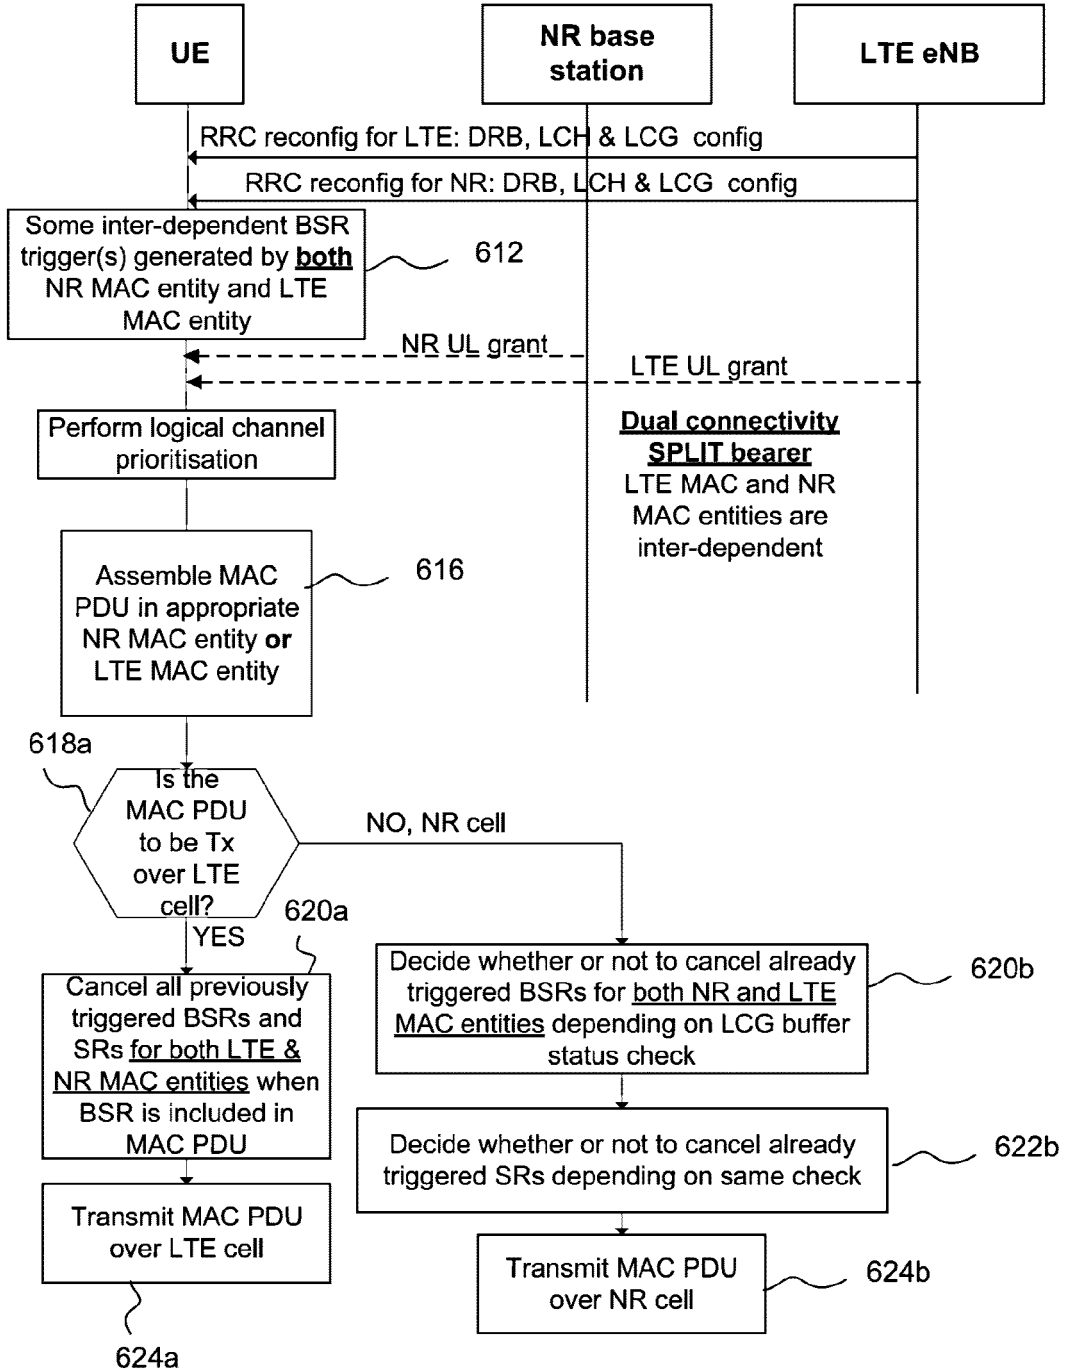 UE
NR base
station
LTE eNB
RRC reconfig for LTE: DRB, LCH & LCG config
RRC reconfig for NR: DRB, LCH & LCG config
Some inter-dependent BSR
trigger(s) generated by both
NR MAC entity and LTE
MAC entity
612
NR UL grant
LTE UL grant
Perform logical channel
prioritisation
Dual connectivity
SPLIT bearer
LTE MAC and NR
MAC entities are
inter-dependent
Assemble MAC
PDU in appropriate
NR MAC entity or
LTE MAC entity
616
618a
Is the
MAC PDU
to be Tx
over LTE
cell?
NO, NR cell
YES
620a
Cancel all previously
triggered BSRs and
SRs for both LTE &
NR MAC entities when
BSR is included in
MAC PDU
Decide whether or not to cancel already
triggered BSRs for both NR and LTE
MAC entities depending on LCG buffer
status check
620b
Decide whether or not to cancel already
triggered SRs depending on same check
622b
Transmit MAC PDU
over LTE cell
624a
Transmit MAC PDU
over NR cell
624b